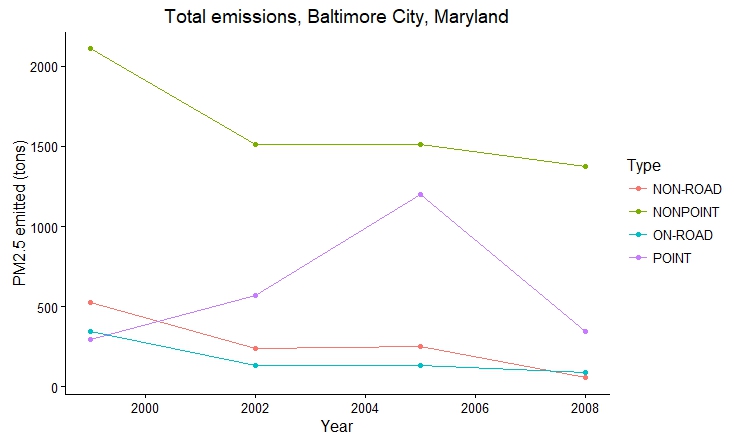 Total emissions, Baltimore City, Maryland
PM2.5 emitted (tons)
2000
1500
1000
500
0
2000 2002 2004 2006 2008
Year
Type
NON-ROAD
NONPOINT
ON-ROAD
POINT